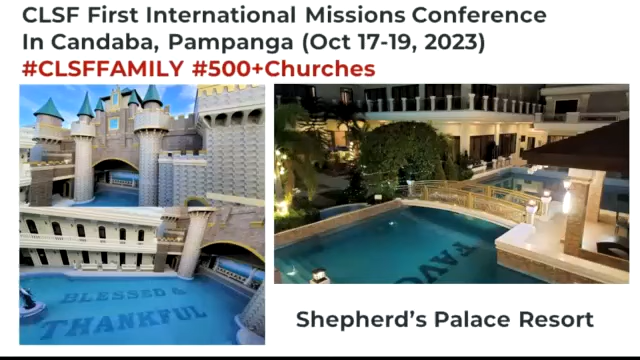 CLSF First International Missions Conference
In Candaba, Pampanga (Oct 17-19, 2023)
#CLSFFAMILY #500+Churches
BLESSED &
THANKFUL
FAVO
Shepherd's Palace Resort